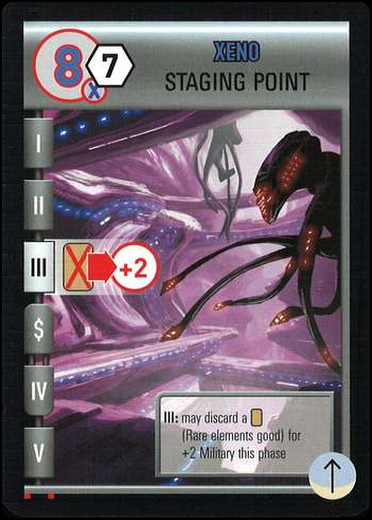 8 X 7
XENO
STAGING POINT
I
II
III +2
$
IV
V
III: may discard a
(Rare elements good) for
+2 Military this phase